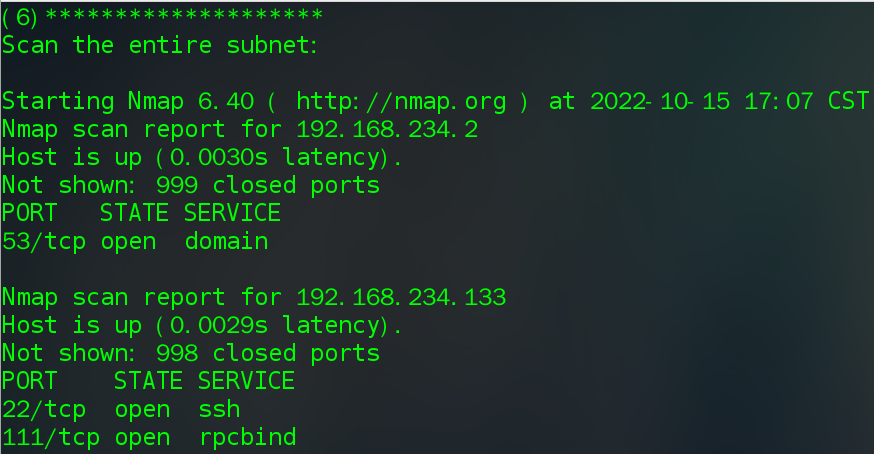 (6)********************
Scan the entire subnet:
Starting Nmap 6.40 ( http://nmap.org ) at 2022-10-15 17:07 CST
Nmap scan report for 192.168.234.2
Host is up (0.0030s latency).
Not shown: 999 closed ports
PORT   STATE SERVICE
53/tcp open  domain
Nmap scan report for 192.168.234.133
Host is up (0.0029s latency).
Not shown: 998 closed ports
PORT    STATE SERVICE
22/tcp  open  ssh
111/tcp open  rpcbind